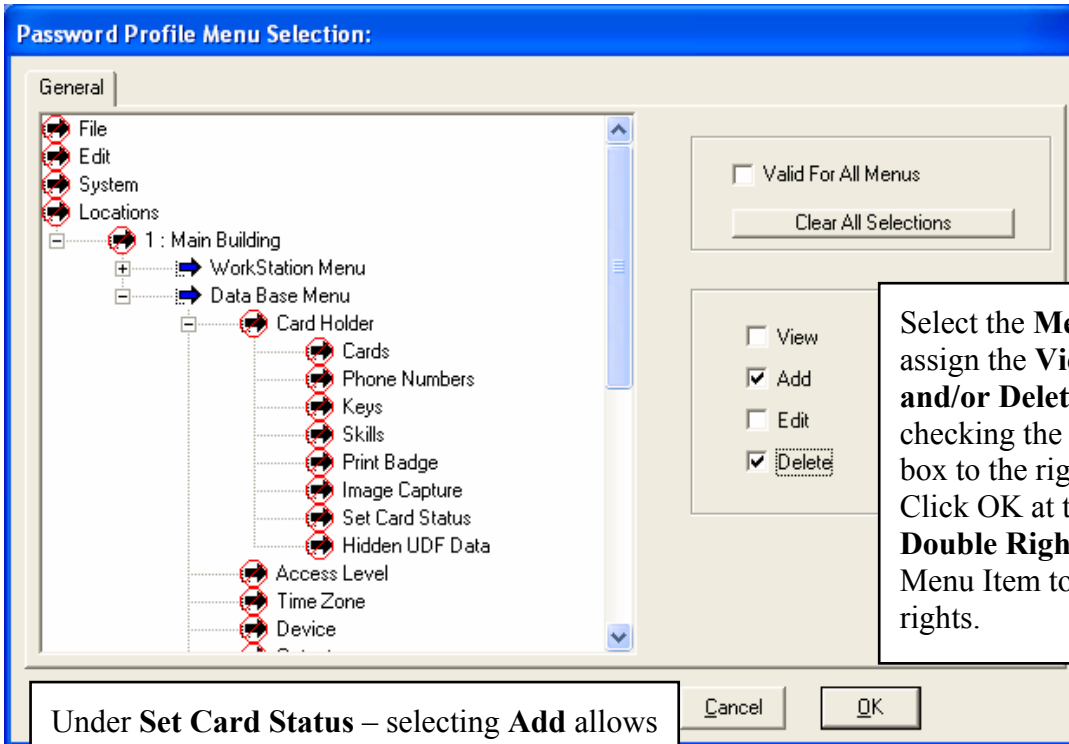 Password Profile Menu Selection:
General
File
Edit
System
Locations
1 : Main Building
WorkStation Menu
Data Base Menu
Card Holder
Cards
Phone Numbers
Keys
Skills
Print Badge
Image Capture
Set Card Status
Hidden UDF Data
Access Level
Time Zone
Device
Valid For All Menus
Clear All Selections
View
Add
Edit
Delete
Select the
assign the
and/or
checking the
box to the
Click OK at
Double
Menu Item to
rights.
Under Set Card Status – selecting Add allows
Cancel
OK